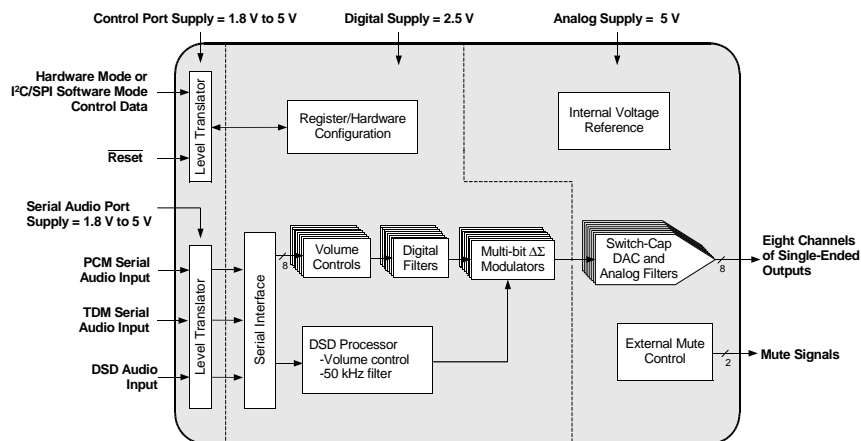 Control Port Supply = 1.8 V to 5 V
Digital Supply = 2.5 V
Analog Supply = 5 V
Hardware Mode or
I²C/SPI Software Mode
Control Data
Reset
Level Translator
Register/Hardware
Configuration
Internal Voltage
Reference
Serial Audio Port
Supply = 1.8 V to 5 V
PCM Serial
Audio Input
TDM Serial
Audio Input
DSD Audio
Input
Level Translator
Serial Interface
8
Volume
Controls
Digital
Filters
Multi-bit ΔΣ
Modulators
Switch-Cap
DAC and
Analog Filters
8
Eight Channels
of Single-Ended
Outputs
DSD Processor
-Volume control
-50 kHz filter
External Mute
Control
2
Mute Signals